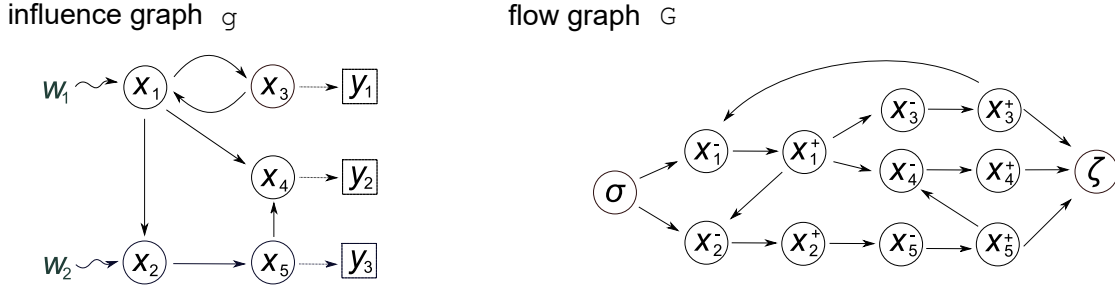 influence graph g
flow graph G
w₁ x₁ x₃ y₁
x₄ y₂
w₂ x₂ x₅ y₃
x₃⁻ x₃⁺
x₁⁻ x₁⁺
x₄⁻ x₄⁺ ζ
σ
x₂⁻ x₂⁺ x₅⁻ x₅⁺